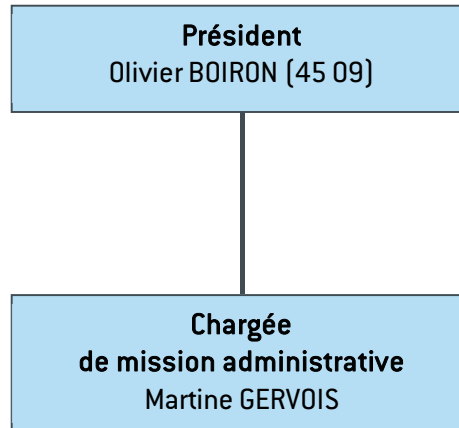 Président
Olivier BOIRON (45 09)
Chargée
de mission administrative
Martine GERVOIS